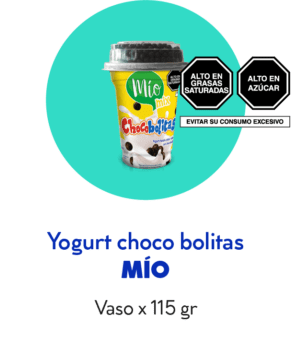 ALTO EN
GRASAS
SATURADAS
ALTO EN
AZÚCAR
EVITAR SU CONSUMO EXCESIVO
Mío
Chocobolitas
Yogurt choco bolitas
MÍO
Vaso x 115 gr